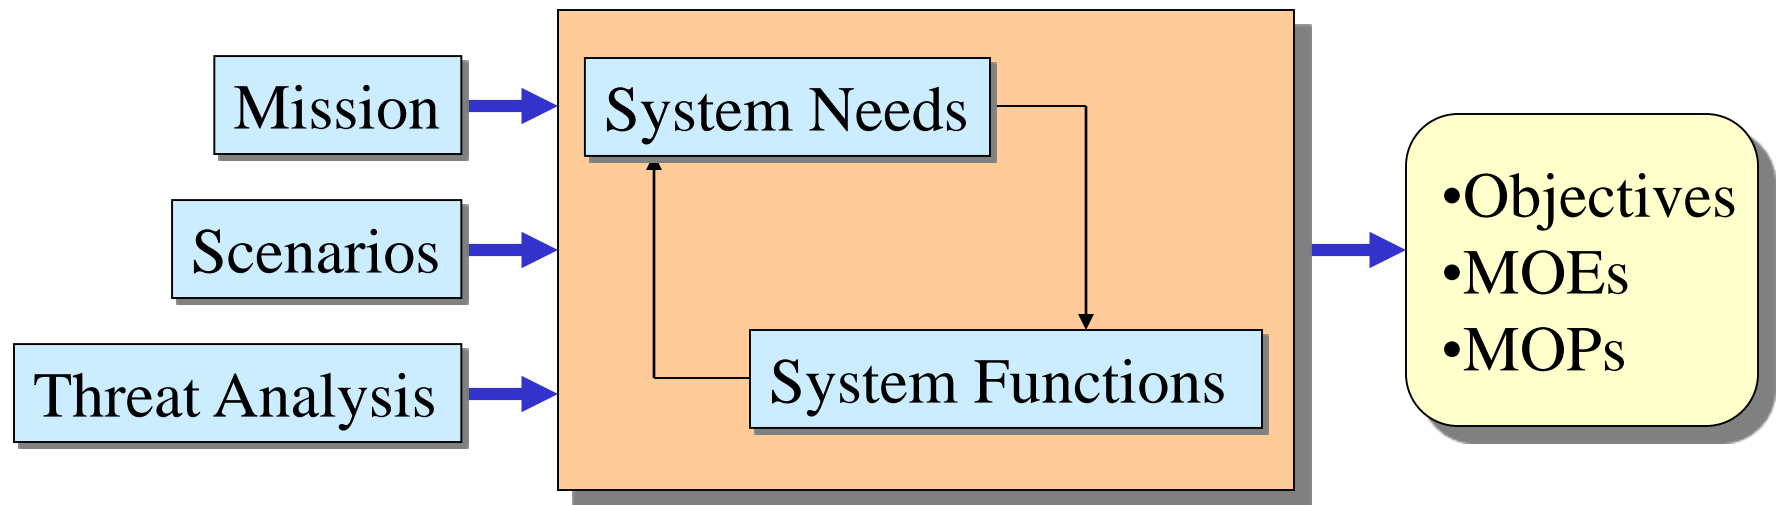 Mission
System Needs
Scenarios
Threat Analysis
System Functions
•Objectives
•MOEs
•MOPs